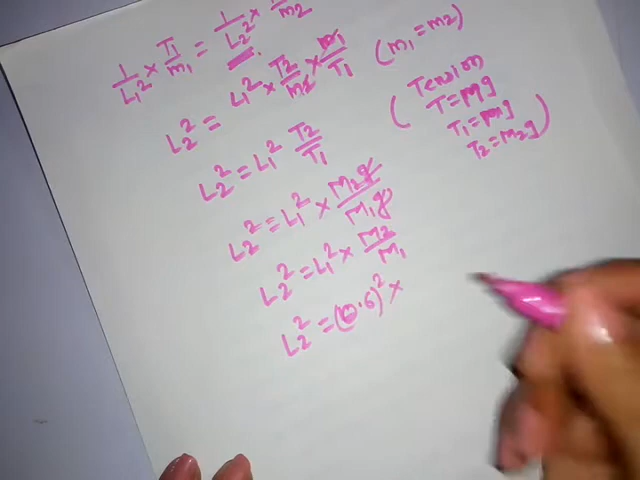 1/L₁² × T₁/m₁ = 1/L₂² × T₂/m₂
L₂² = L₁² × T₂/m₂ × m₁/T₁ (m₁ = m₂)
L₂² = L₁² T₂/T₁
(Tension
T = Mg
T₁ = M₁g
T₂ = M₂g)
L₂² = L₁² × M₂g/M₁g
L₂² = L₁² × M₂/M₁
L₂² = (0.6)² ×